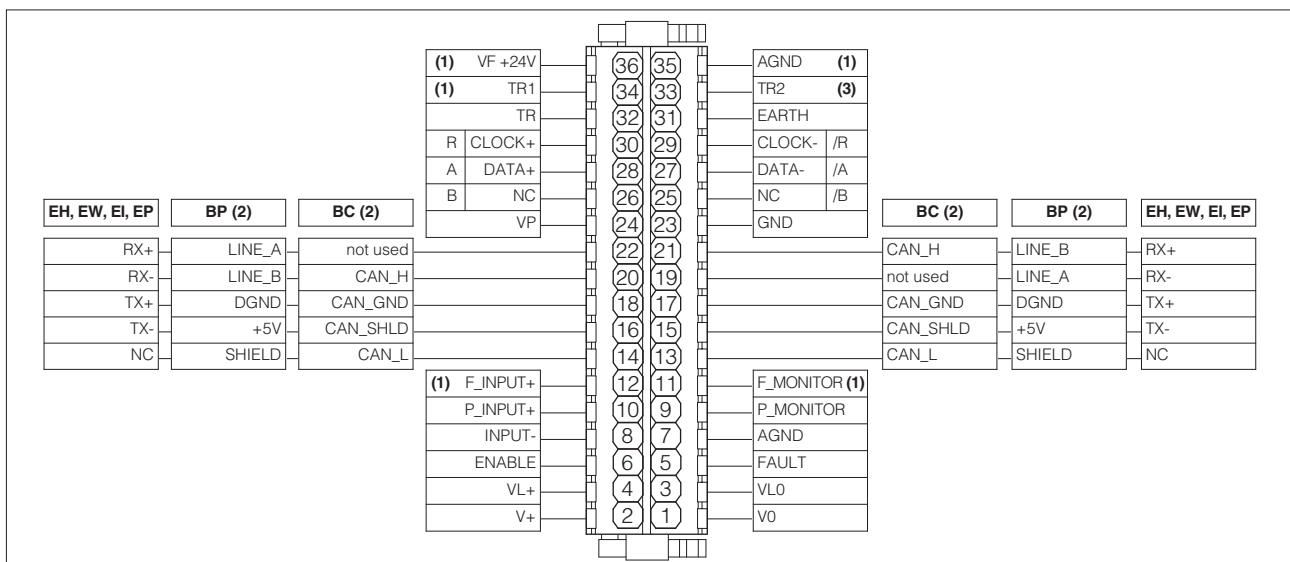 (1) VF +24V 36 35 AGND (1)
(1) TR1 34 33 TR2 (3)
TR 32 31 EARTH
R CLOCK+ 30 29 CLOCK- /R
A DATA+ 28 27 DATA- /A
B NC 26 25 NC /B
VP 24 23 GND
EH, EW, EI, EP BP (2) BC (2) BC (2) BP (2) EH, EW, EI, EP
RX+ LINE_A not used 22 21 CAN_H LINE_B RX+
RX- LINE_B CAN_H 20 19 not used LINE_A RX-
TX+ DGND CAN_GND 18 17 CAN_GND DGND TX+
TX- +5V CAN_SHLD 16 15 CAN_SHLD +5V TX-
NC SHIELD CAN_L 14 13 CAN_L SHIELD NC
(1) F_INPUT+ 12 11 F_MONITOR (1)
P_INPUT+ 10 9 P_MONITOR
INPUT- 8 7 AGND
ENABLE 6 5 FAULT
VL+ 4 3 VL0
V+ 2 1 V0